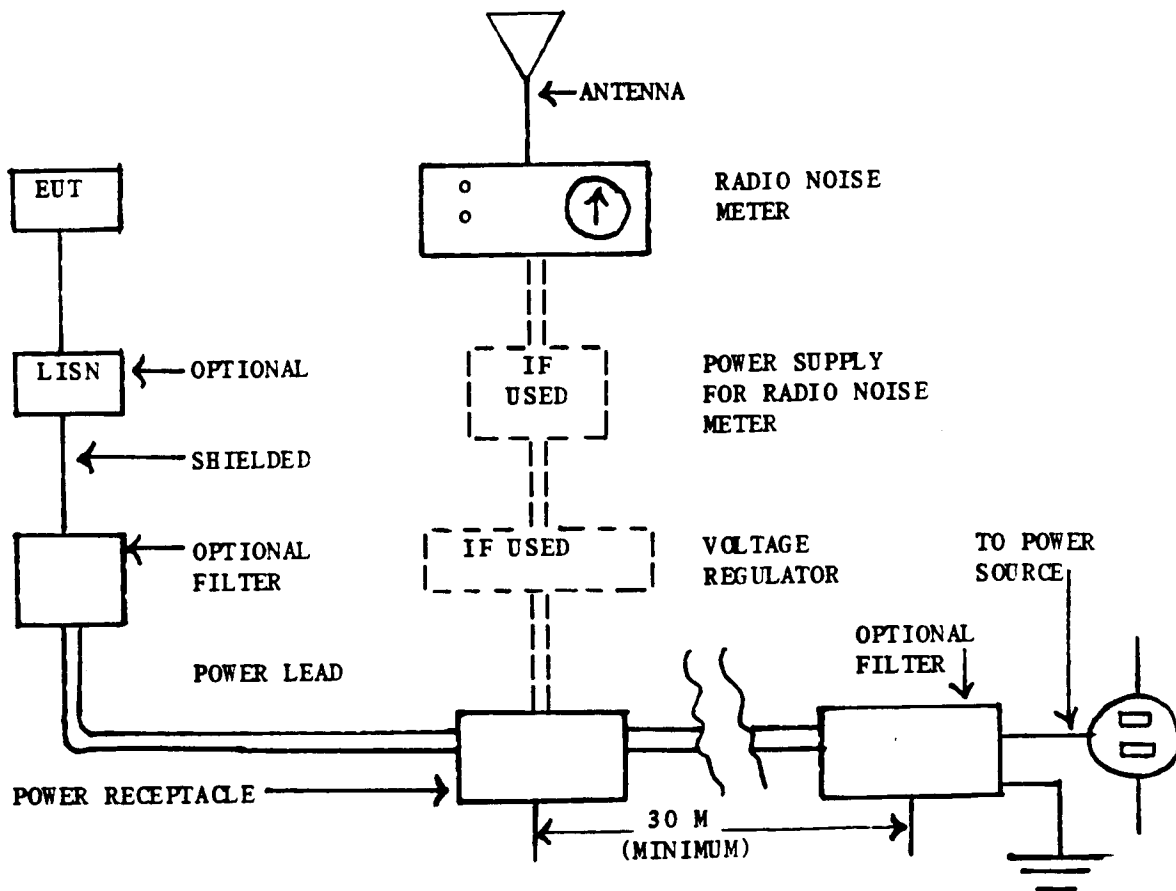 ANTENNA
EUT
RADIO NOISE
METER
LISN
OPTIONAL
IF
USED
POWER SUPPLY
FOR RADIO NOISE
METER
SHIELDED
OPTIONAL
FILTER
IF USED
VOLTAGE
REGULATOR
TO POWER
SOURCE
OPTIONAL
FILTER
POWER LEAD
POWER RECEPTACLE
30 M
(MINIMUM)